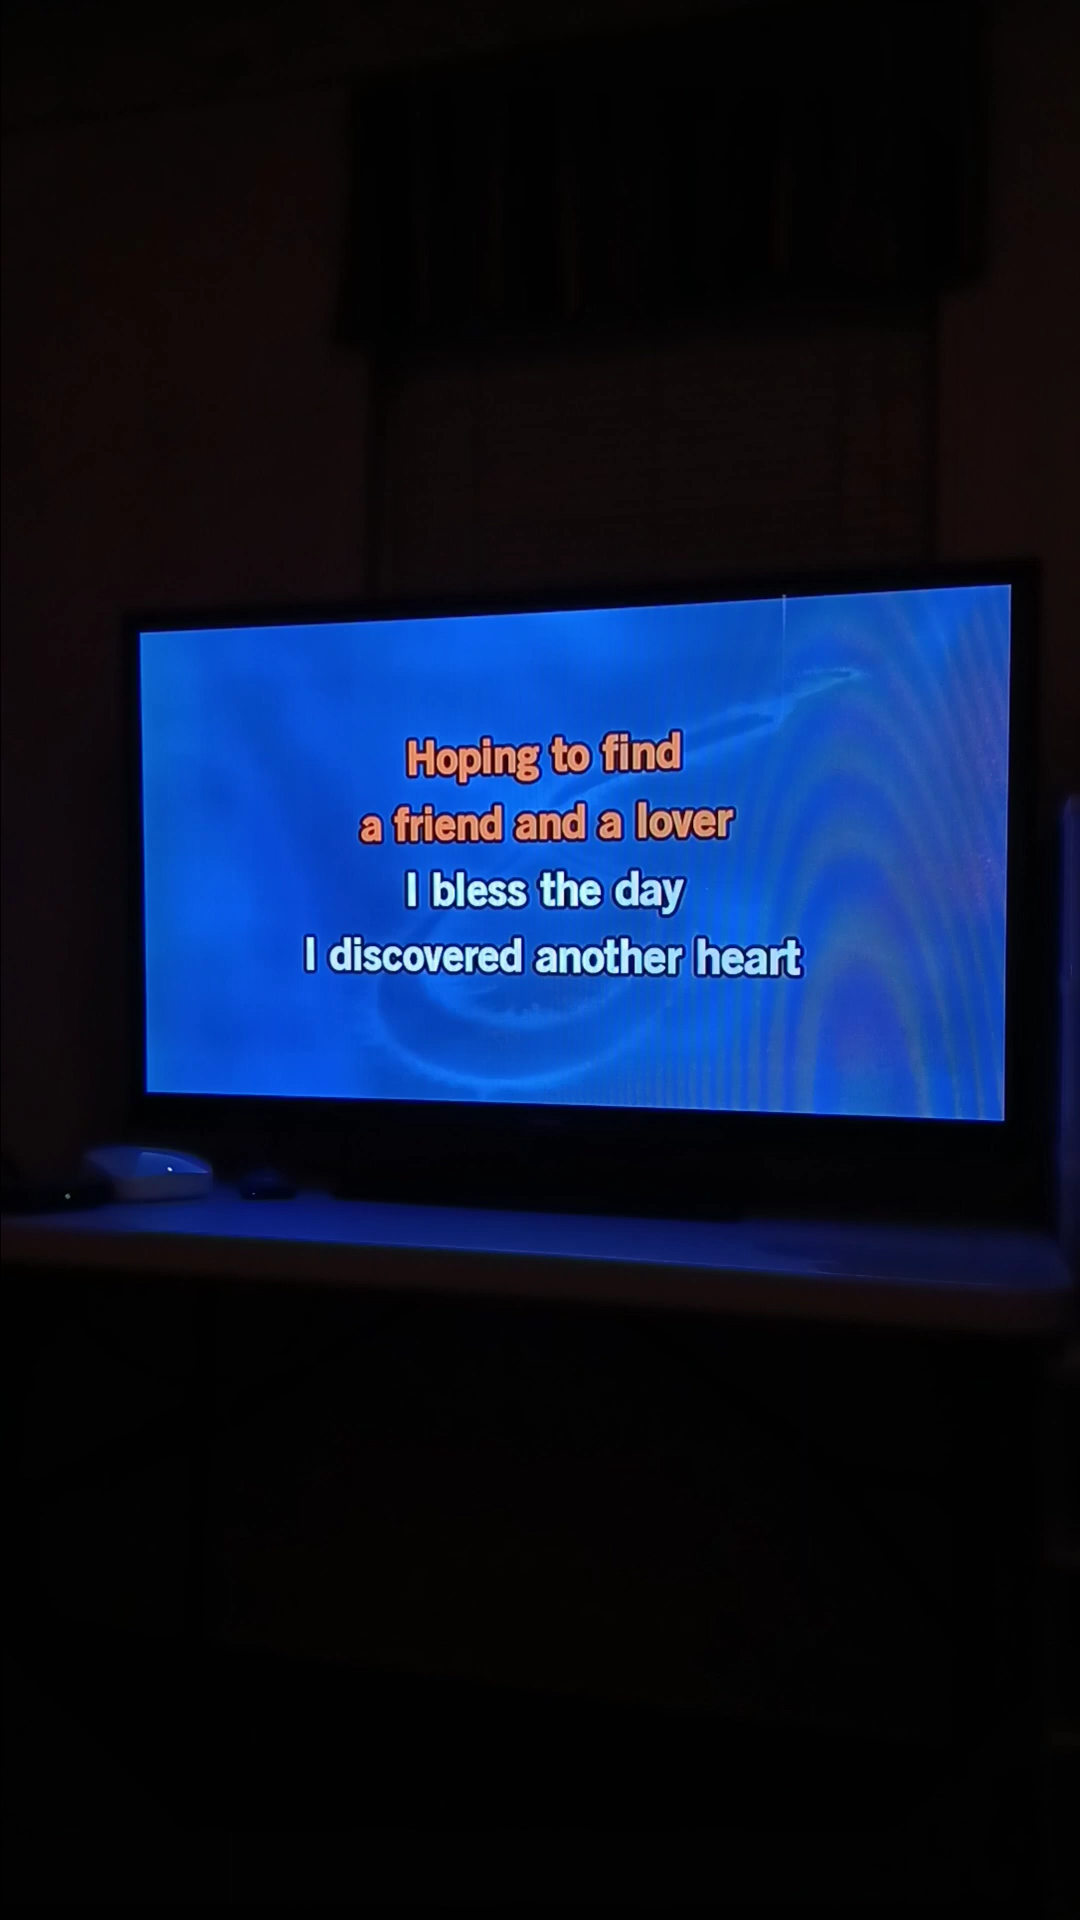 Hoping to find
a friend and a lover
I bless the day
I discovered another heart